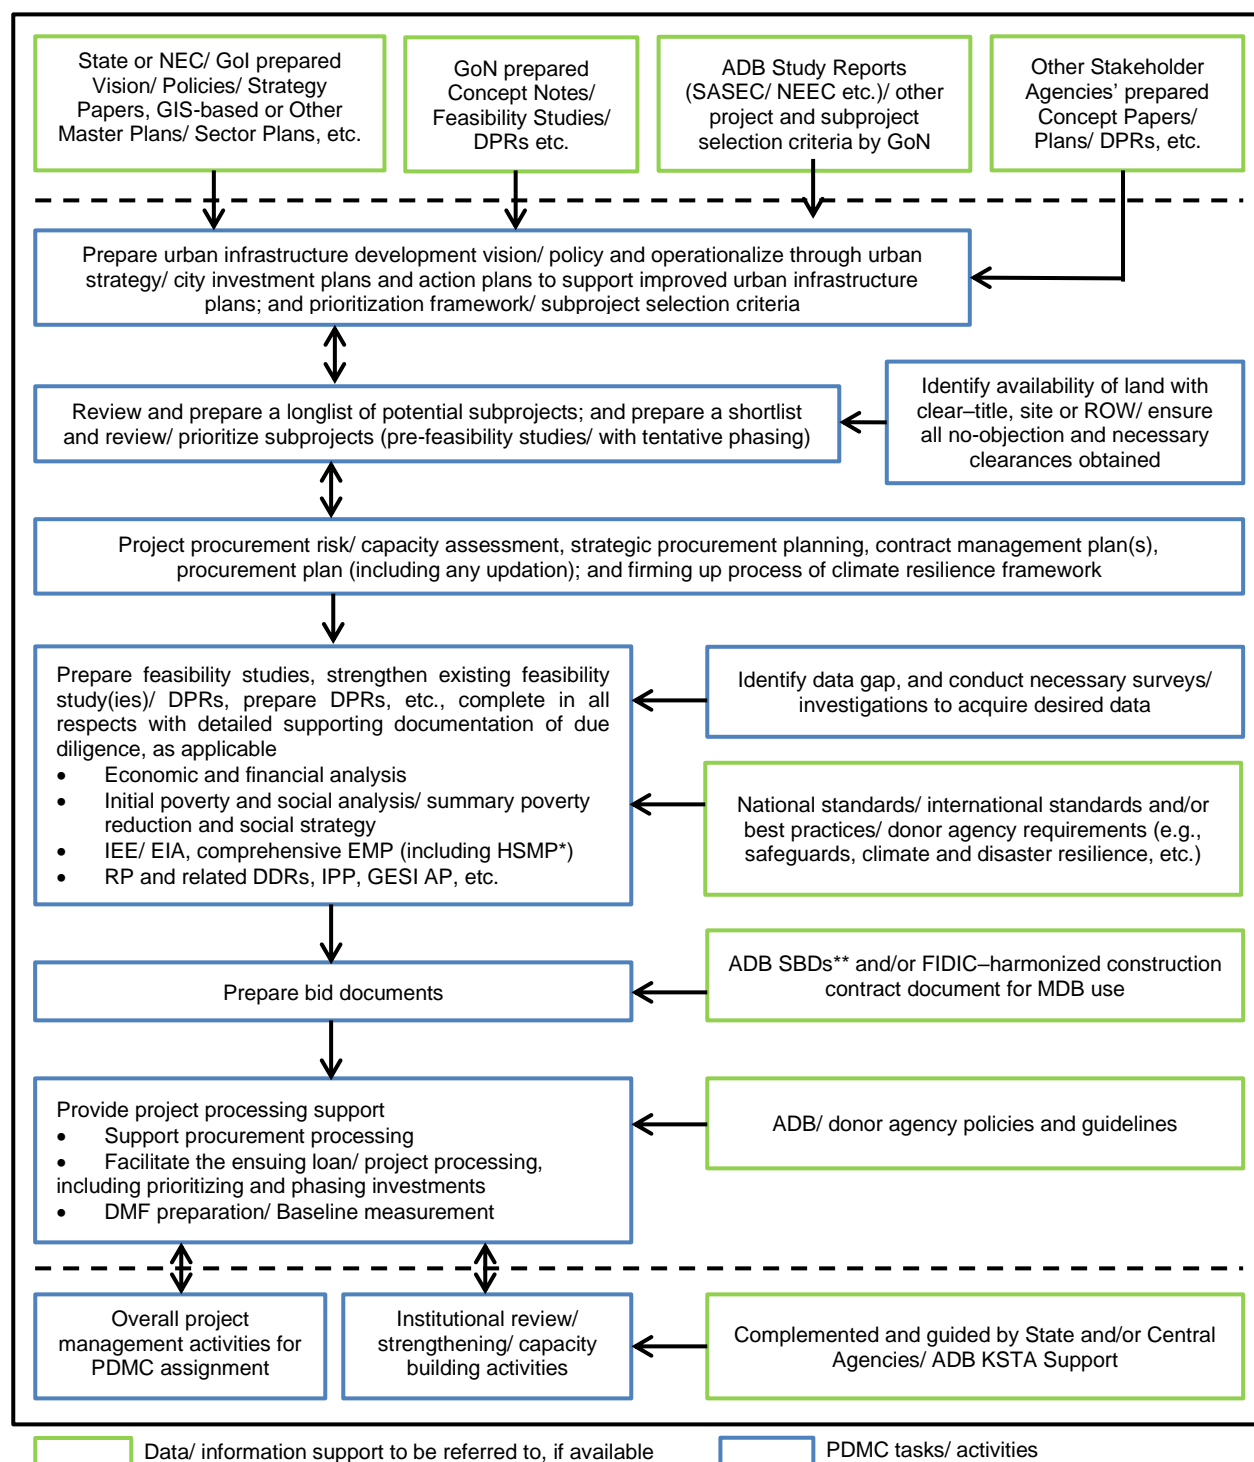 State or NEC/ GoI prepared
Vision/ Policies/ Strategy
Papers, GIS-based or Other
Master Plans/ Sector Plans, etc.
GoN prepared
Concept Notes/
Feasibility Studies/
DPRs etc.
ADB Study Reports
(SASEC/ NEEC etc.)/ other
project and subproject
selection criteria by GoN
Other Stakeholder
Agencies' prepared
Concept Papers/
Plans/ DPRs, etc.
Prepare urban infrastructure development vision/ policy and operationalize through urban
strategy/ city investment plans and action plans to support improved urban infrastructure
plans; and prioritization framework/ subproject selection criteria
Review and prepare a longlist of potential subprojects; and prepare a shortlist
and review/ prioritize subprojects (pre-feasibility studies/ with tentative phasing)
Identify availability of land with
clear–title, site or ROW/ ensure
all no-objection and necessary
clearances obtained
Project procurement risk/ capacity assessment, strategic procurement planning, contract management plan(s),
procurement plan (including any updation); and firming up process of climate resilience framework
Prepare feasibility studies, strengthen existing feasibility
study(ies)/ DPRs, prepare DPRs, etc., complete in all
respects with detailed supporting documentation of due
diligence, as applicable
• Economic and financial analysis
• Initial poverty and social analysis/ summary poverty
reduction and social strategy
• IEE/ EIA, comprehensive EMP (including HSMP*)
• RP and related DDRs, IPP, GESI AP, etc.
Identify data gap, and conduct necessary surveys/
investigations to acquire desired data
National standards/ international standards and/or
best practices/ donor agency requirements (e.g.,
safeguards, climate and disaster resilience, etc.)
Prepare bid documents
ADB SBDs** and/or FIDIC–harmonized construction
contract document for MDB use
Provide project processing support
• Support procurement processing
• Facilitate the ensuing loan/ project processing,
including prioritizing and phasing investments
• DMF preparation/ Baseline measurement
ADB/ donor agency policies and guidelines
Overall project
management activities for
PDMC assignment
Institutional review/
strengthening/ capacity
building activities
Complemented and guided by State and/or Central
Agencies/ ADB KSTA Support
Data/ information support to be referred to, if available
PDMC tasks/ activities